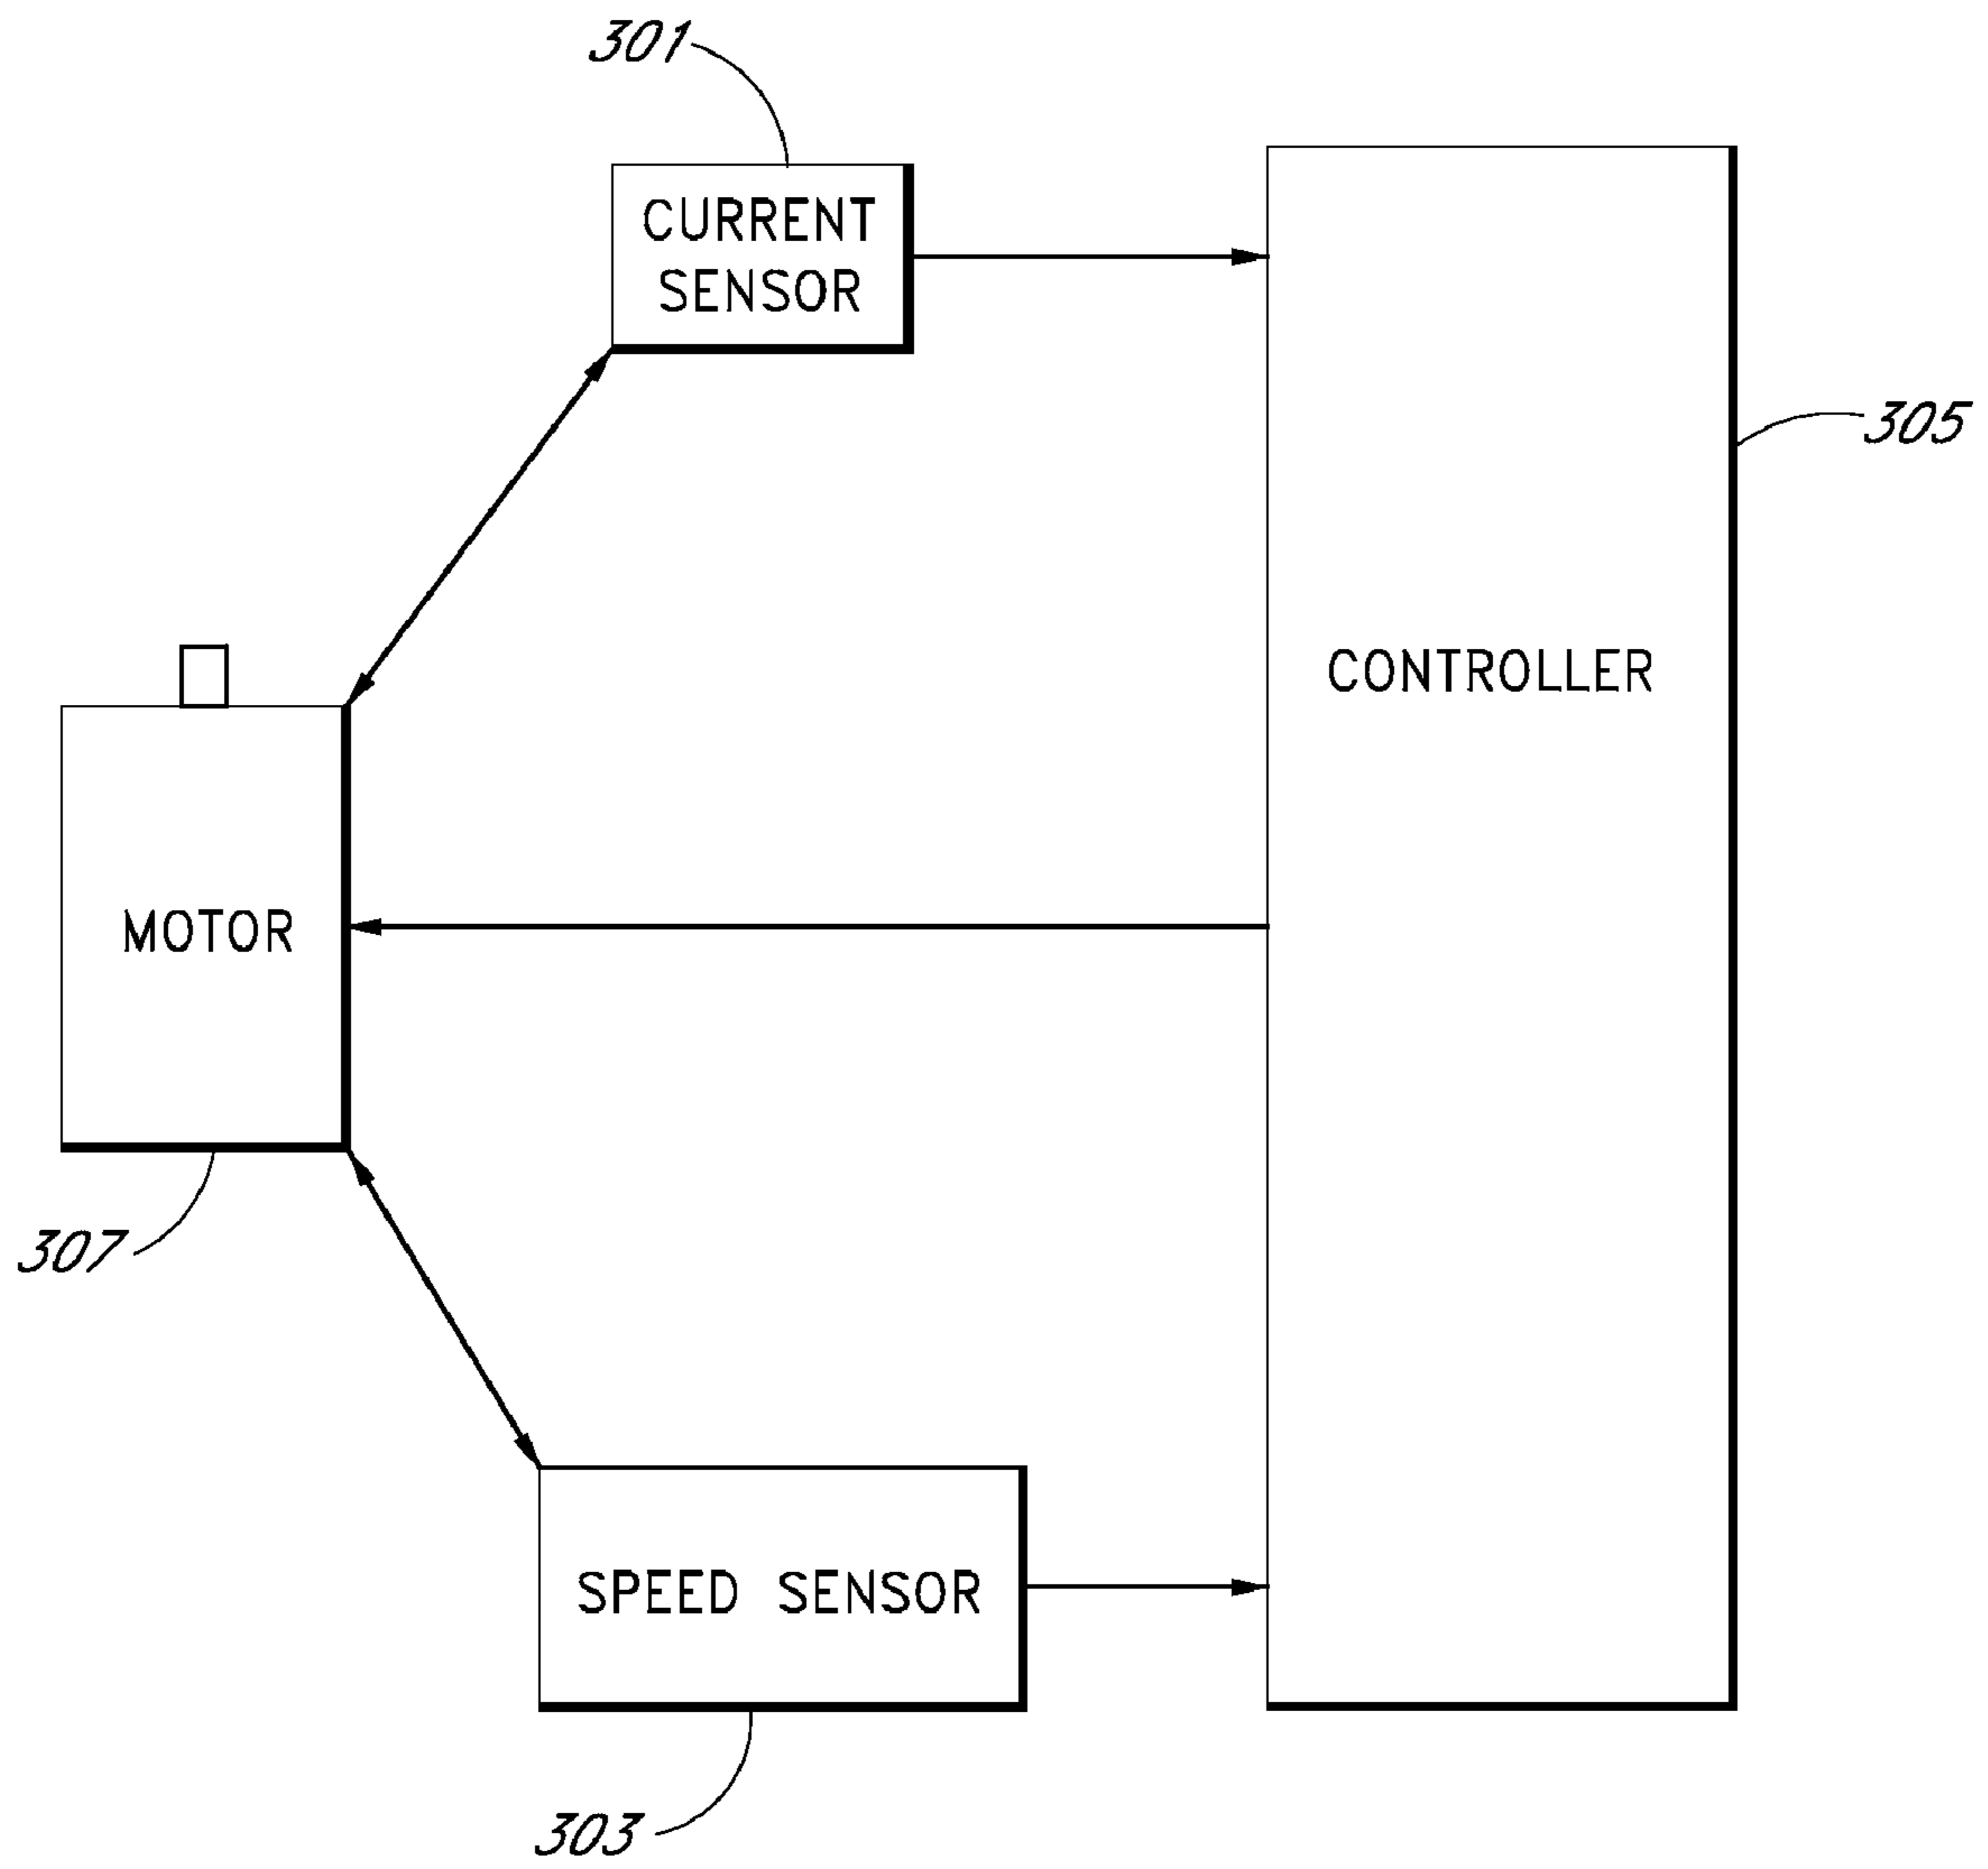 301
CURRENT
SENSOR
305
CONTROLLER
MOTOR
307
SPEED SENSOR
303